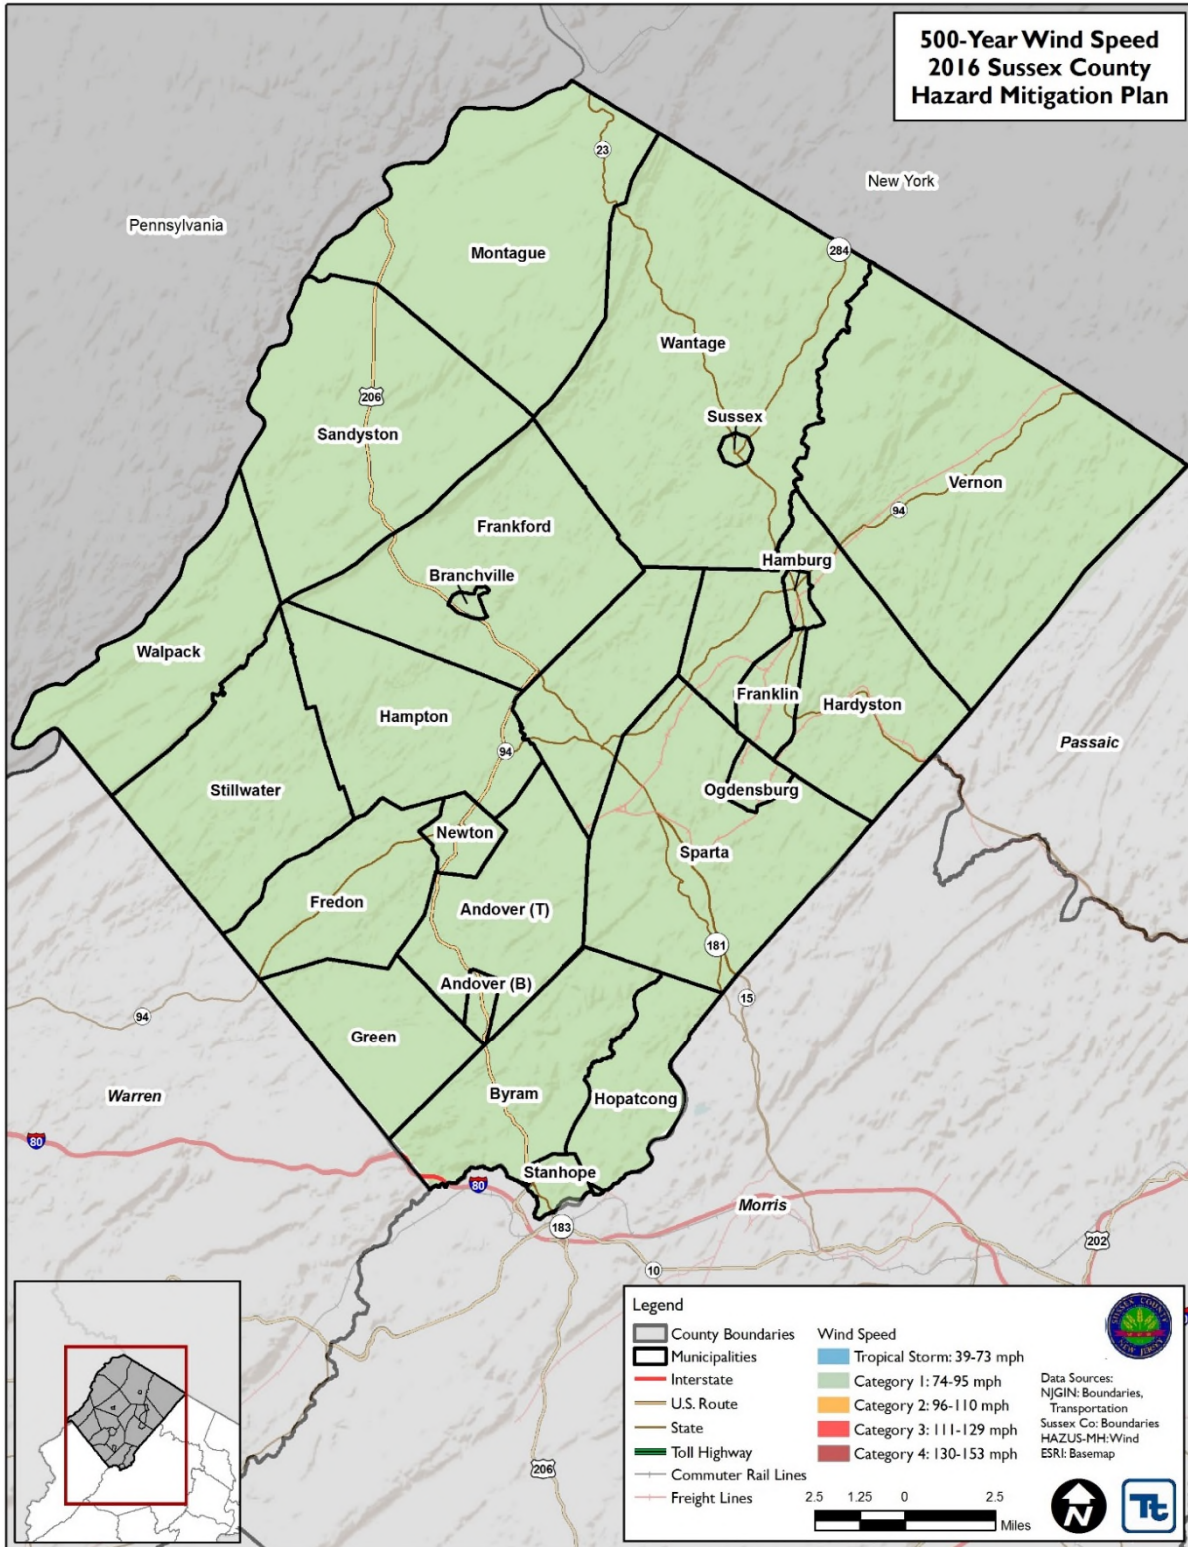 500-Year Wind Speed
2016 Sussex County
Hazard Mitigation Plan
23
New York
Pennsylvania
Montague
284
Wantage
206
Sussex
Sandyston
Vernon
94
Frankford
Hamburg
Branchville
Walpack
Franklin
Hardyston
Hampton
94
Passaic
Stillwater
Ogdensburg
Newton
Sparta
Fredon
Andover (T)
181
Andover (B)
15
94
Green
Warren
Byram
Hopatcong
80
Stanhope
80
Morris
183
202
10
206
Legend
County Boundaries
Municipalities
Interstate
U.S. Route
State
Toll Highway
Commuter Rail Lines
Freight Lines
Wind Speed
Tropical Storm: 39-73 mph
Category 1: 74-95 mph
Category 2: 96-110 mph
Category 3: 111-129 mph
Category 4: 130-153 mph
SUSSEX COUNTY
NEW JERSEY
Data Sources:
NJGIN: Boundaries,
Transportation
Sussex Co: Boundaries
HAZUS-MH: Wind
ESRI: Basemap
2.5 1.25 0 2.5
Miles
N
Tt